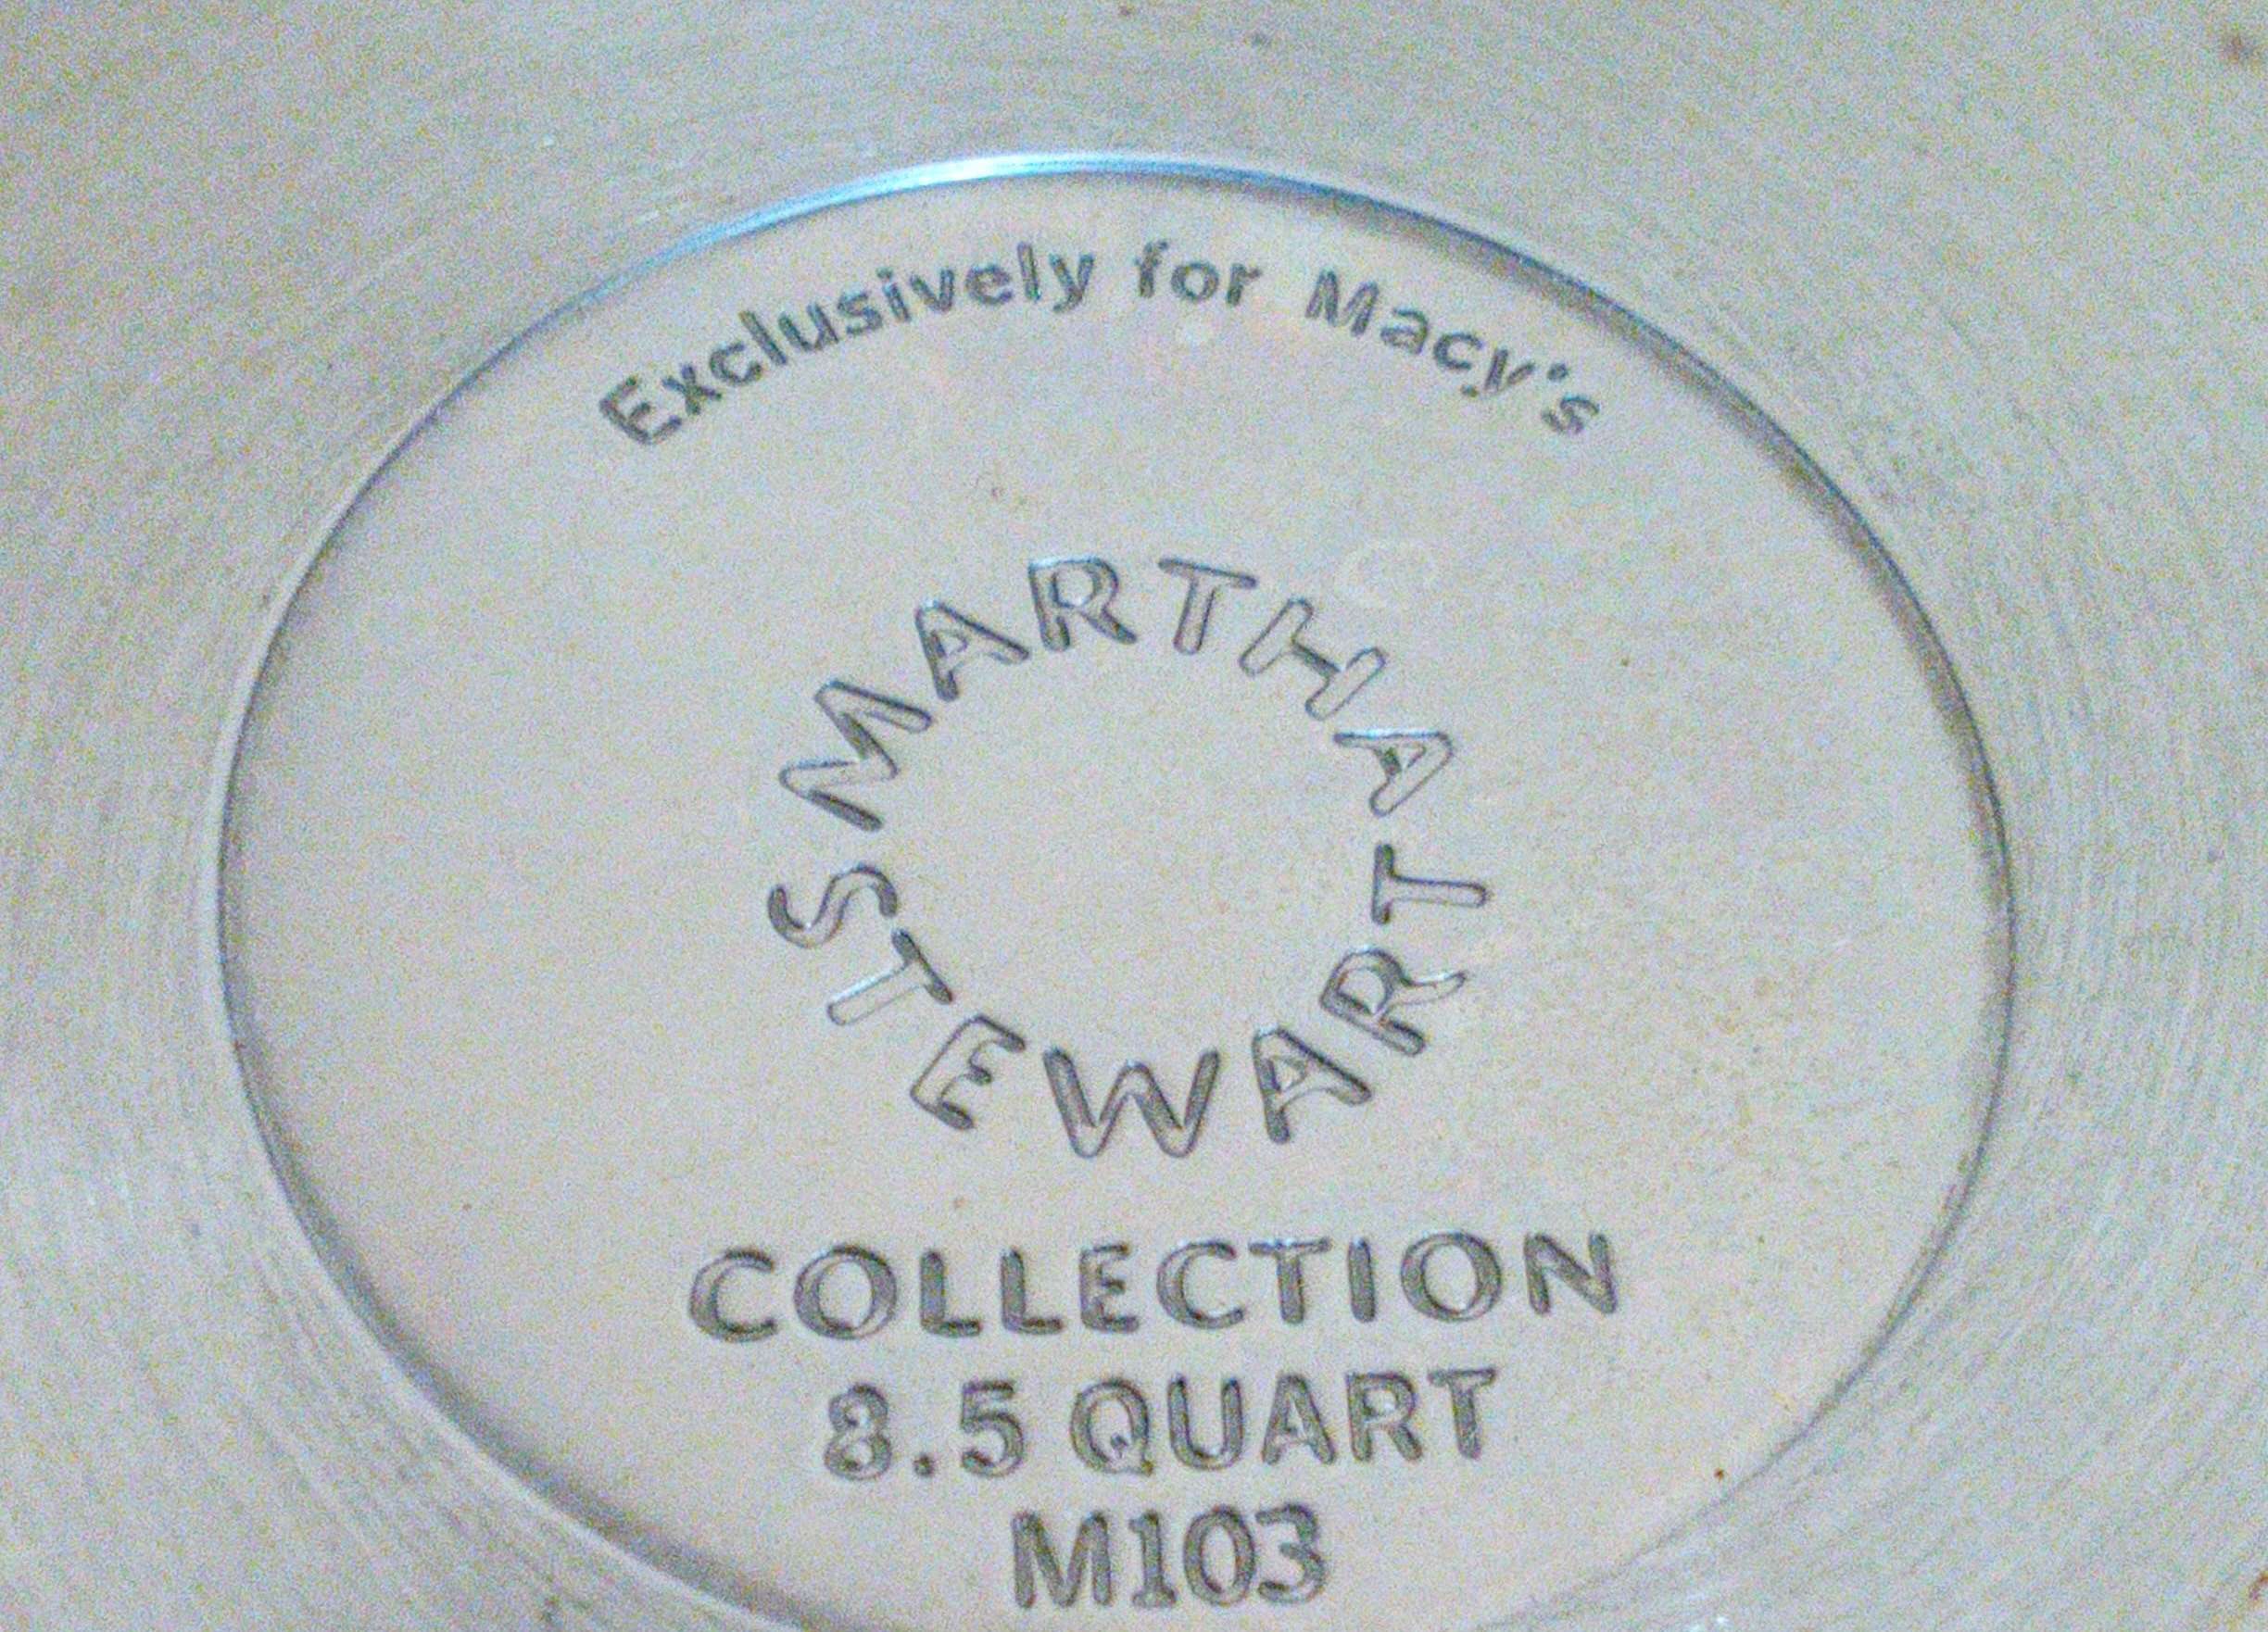 Exclusively for Macy's
MARTHA
STEWART
COLLECTION
8.5 QUART
M103